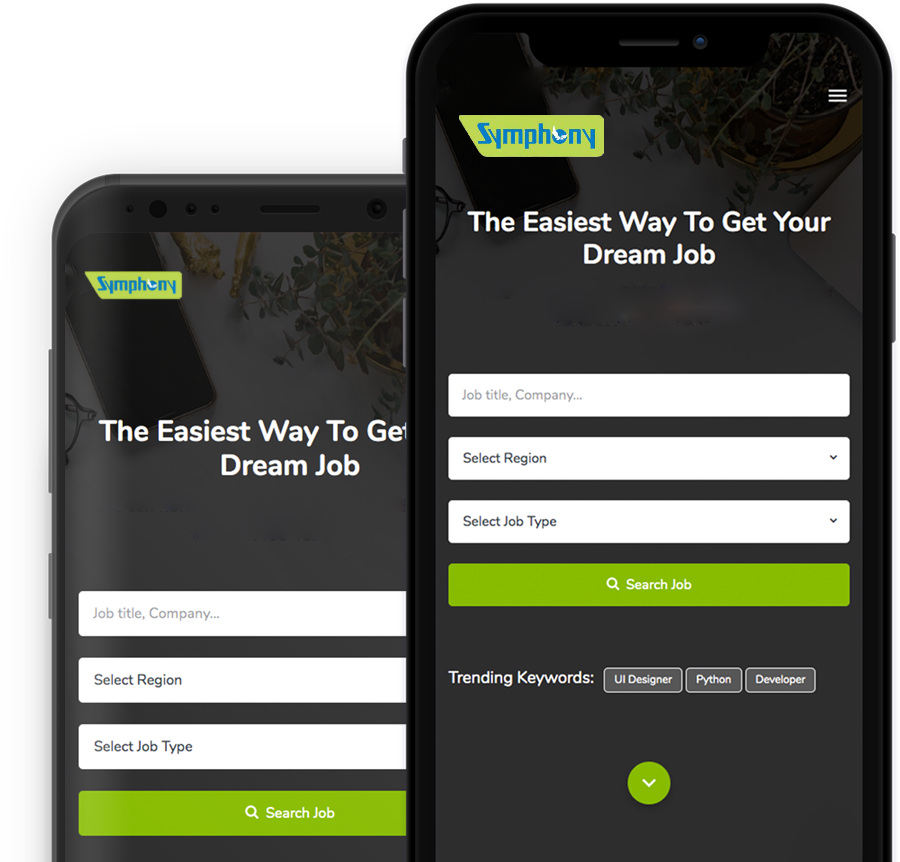 Symphony
The Easiest Way To Get Your
Dream Job
Job title, Company...
Select Region
Select Job Type
Search Job
Trending Keywords: UI Designer Python Developer
Symphony
The Easiest Way To Get
Dream Job
Job title, Company...
Select Region
Select Job Type
Search Job